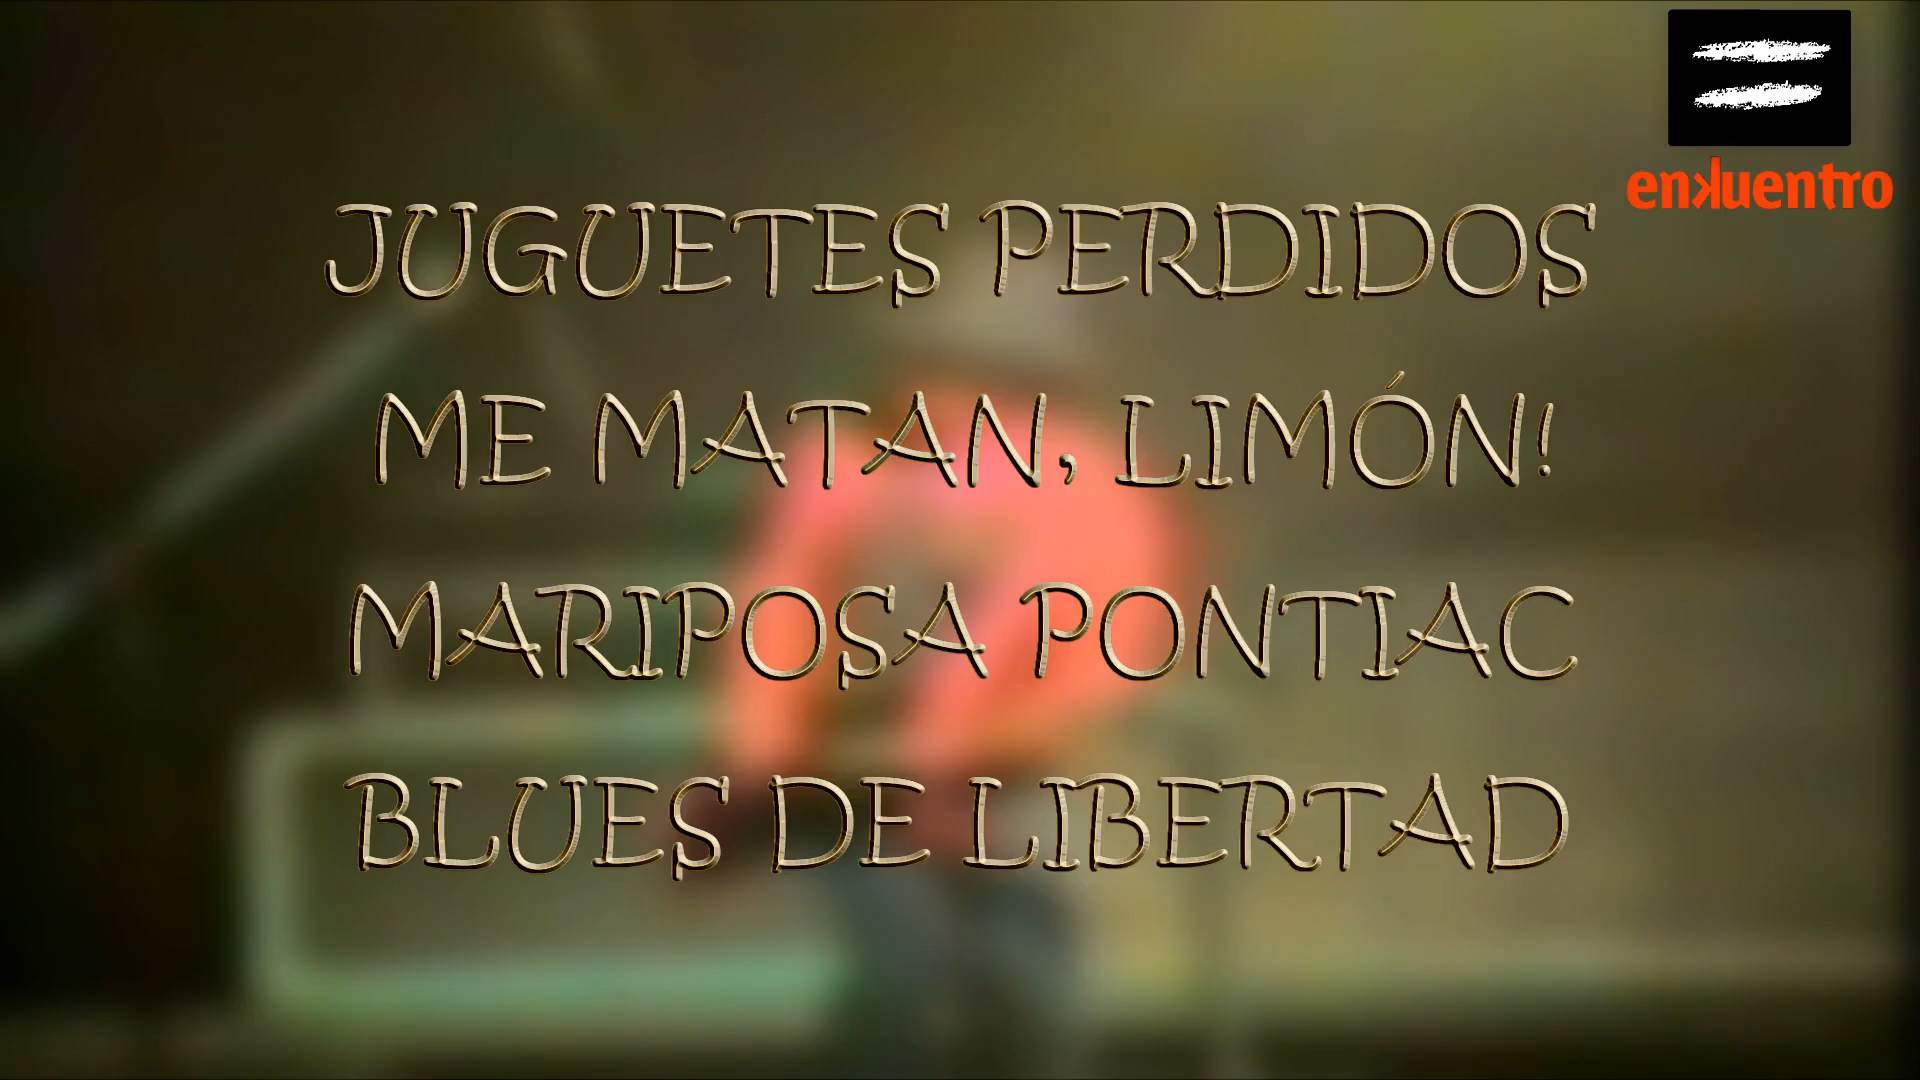 enkuentro
JUGUETES PERDIDOS
ME MATAN, LIMÓN!
MARIPOSA PONTIAC
BLUES DE LIBERTAD